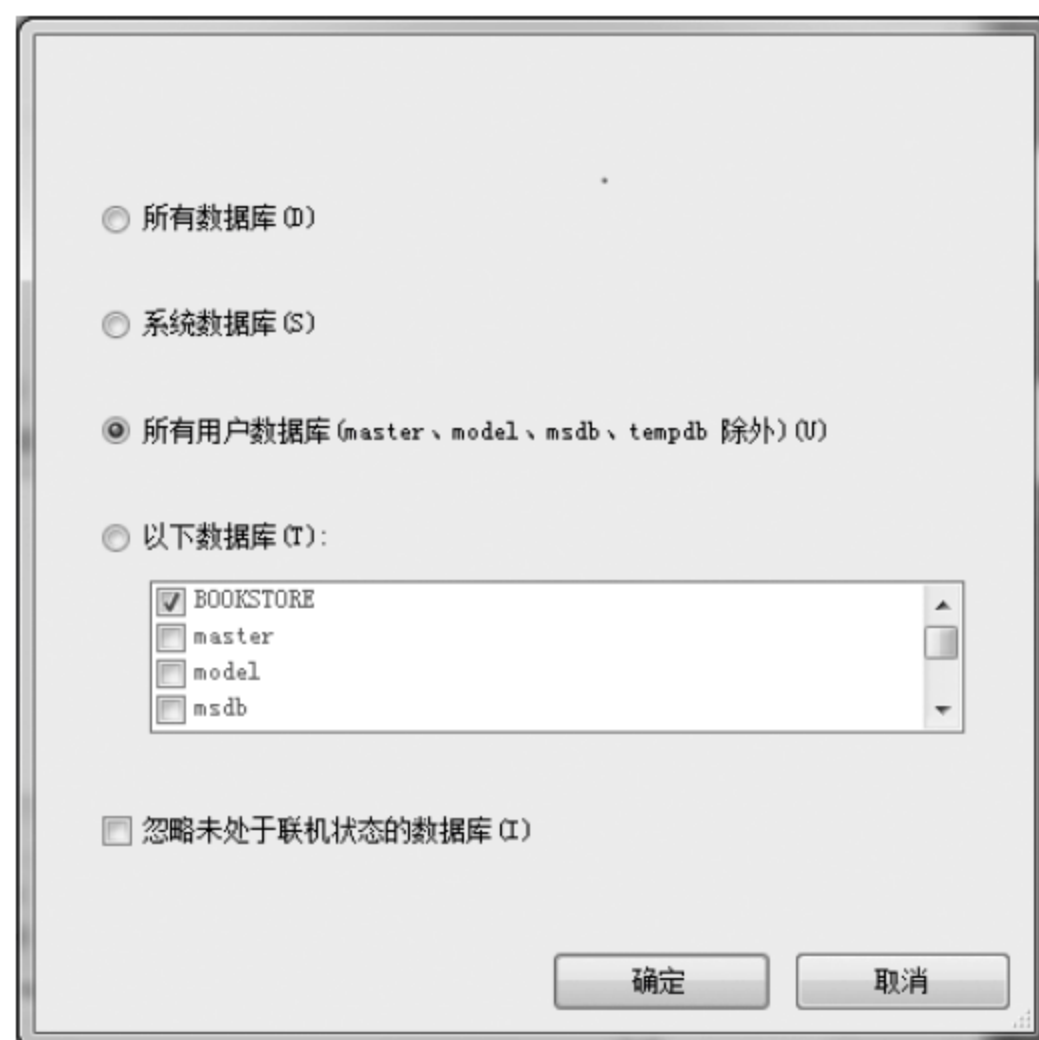 所有数据库(D)
系统数据库(S)
所有用户数据库(master、model、msdb、tempdb 除外)(U)
以下数据库(T):
BOOKSTORE
master
model
msdb
忽略未处于联机状态的数据库(I)
确定 取消